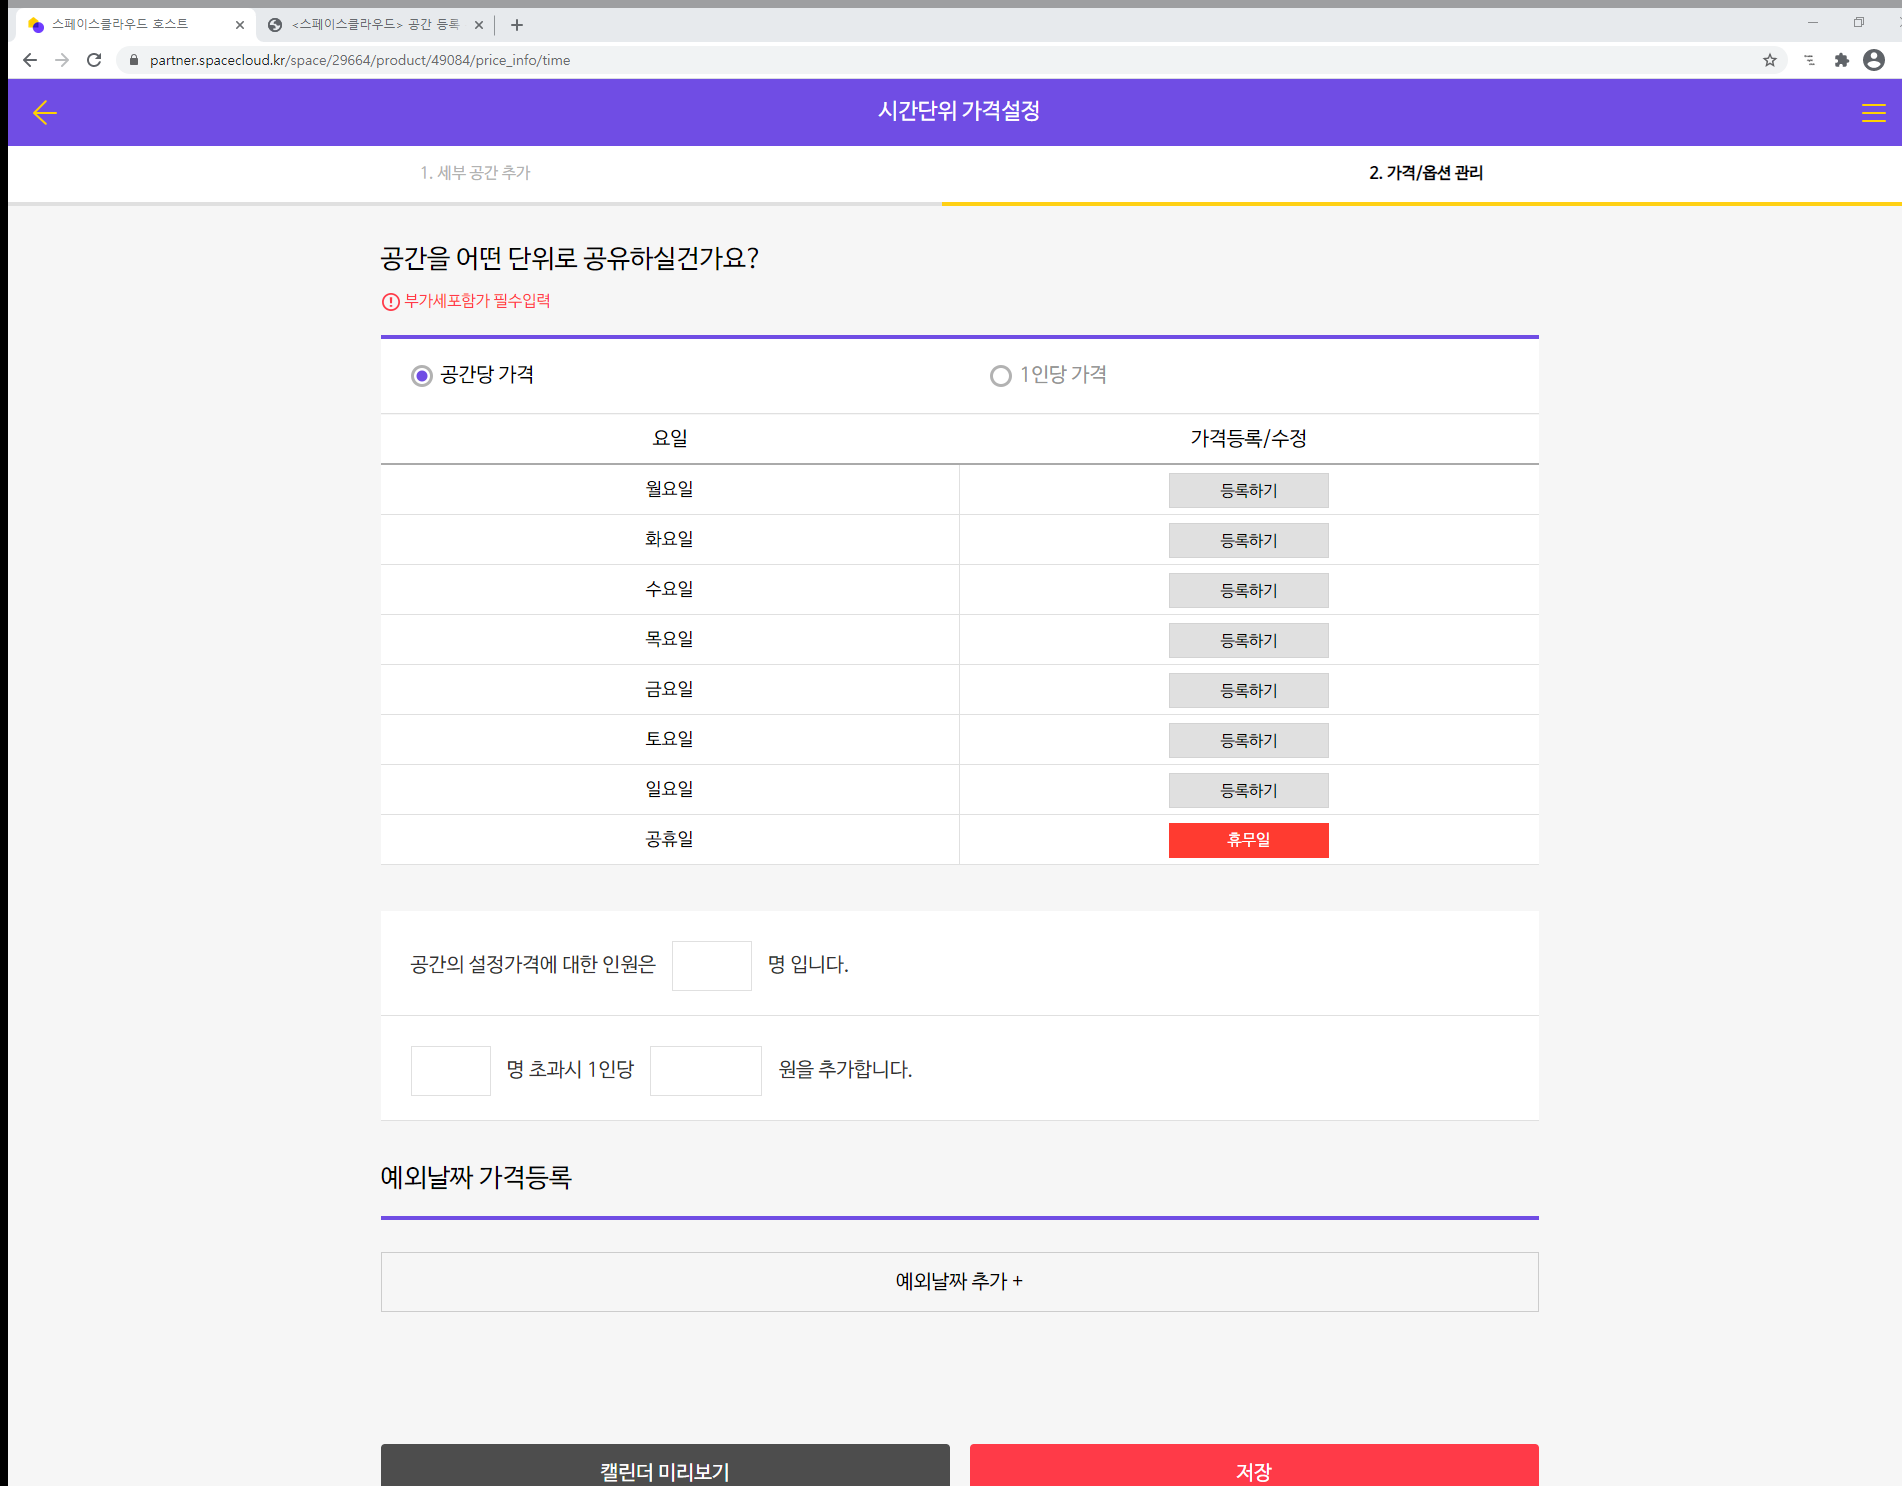 스페이스클라우드 호스트
<스페이스클라우드> 공간 등록
partner.spacecloud.kr/space/29664/product/49084/price_info/time
시간단위 가격설정
1. 세부 공간 추가
2. 가격/옵션 관리
공간을 어떤 단위로 공유하실건가요?
부가세포함가 필수입력
공간당 가격
1인당 가격
요일 가격등록/수정
월요일 등록하기
화요일 등록하기
수요일 등록하기
목요일 등록하기
금요일 등록하기
토요일 등록하기
일요일 등록하기
공휴일 휴무일
공간의 설정가격에 대한 인원은 명 입니다.
명 초과시 1인당 원을 추가합니다.
예외날짜 가격등록
예외날짜 추가 +
캘린더 미리보기
저장